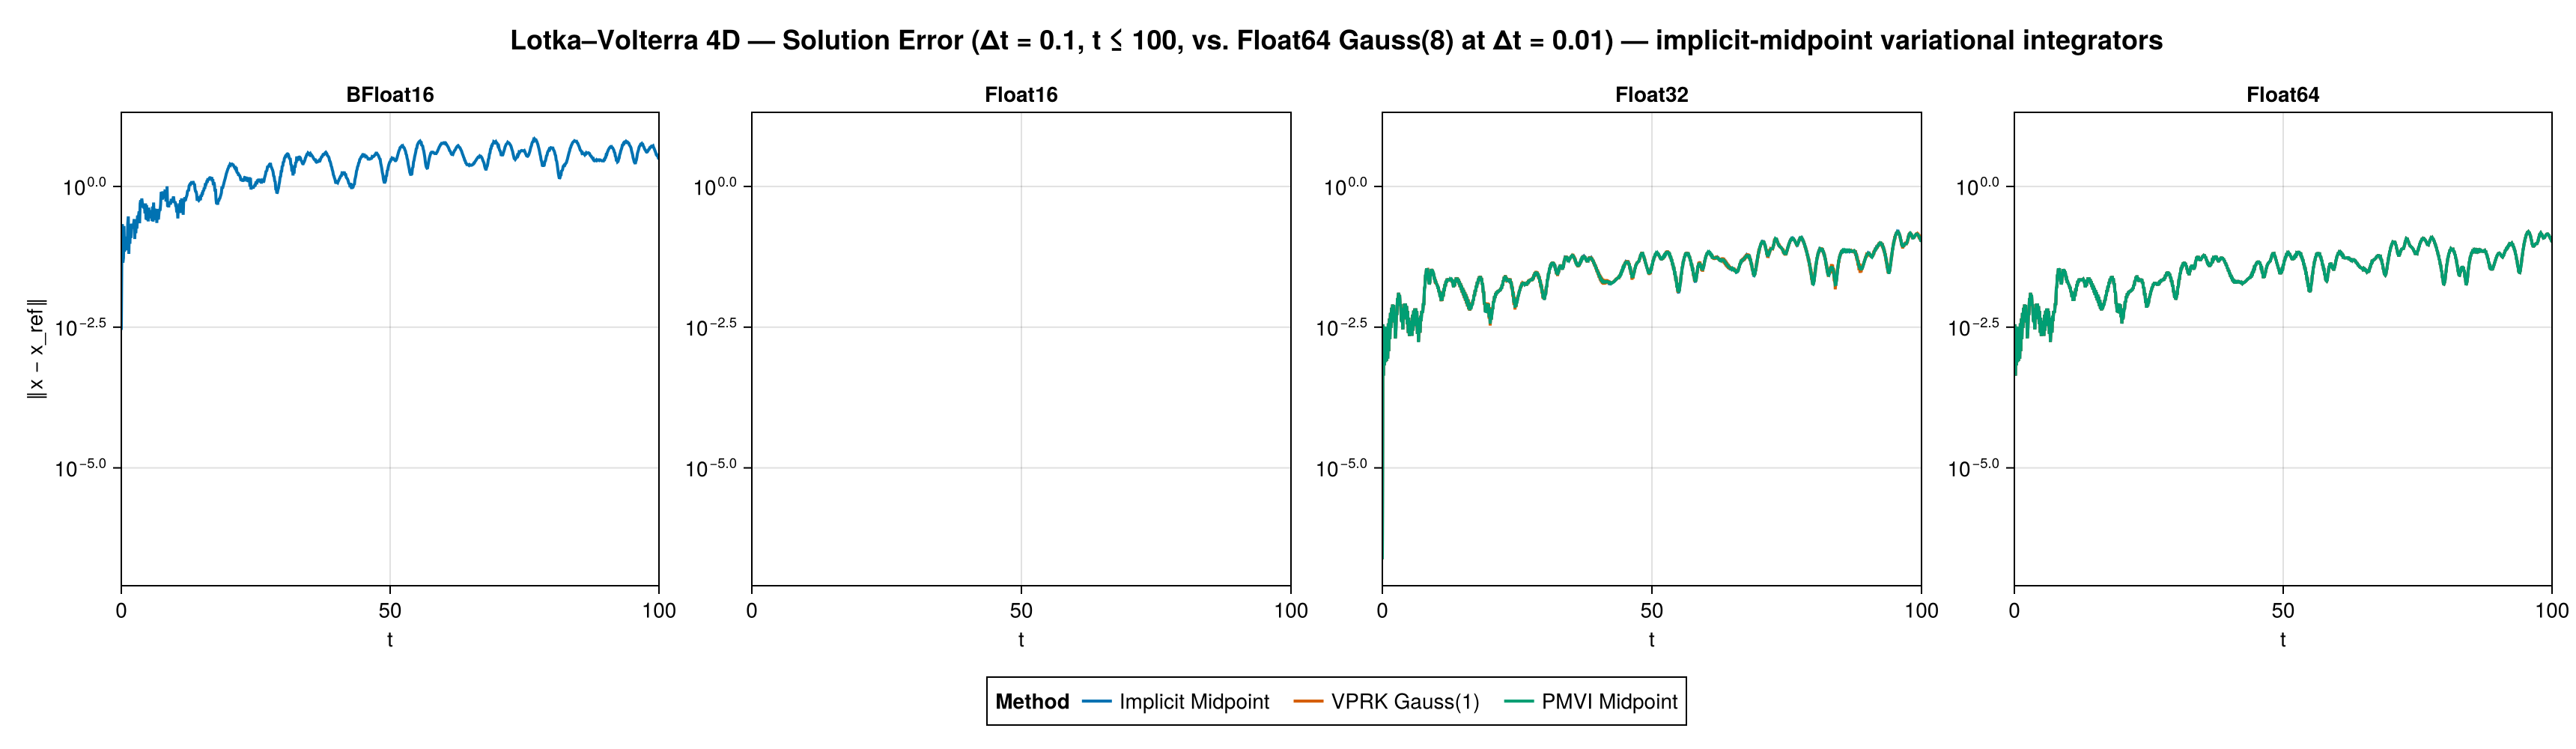 Lotka–Volterra 4D — Solution Error (Δt = 0.1, t ≤ 100, vs. Float64 Gauss(8) at Δt = 0.01) — implicit-midpoint variational integrators
BFloat16 Float16 Float32 Float64
‖x − x_ref‖
10^0.0 10^0.0 10^0.0 10^0.0
10^−2.5 10^−2.5 10^−2.5 10^−2.5
10^−5.0 10^−5.0 10^−5.0 10^−5.0
0 50 100 0 50 100 0 50 100 0 50 100
t t t t
Method Implicit Midpoint VPRK Gauss(1) PMVI Midpoint